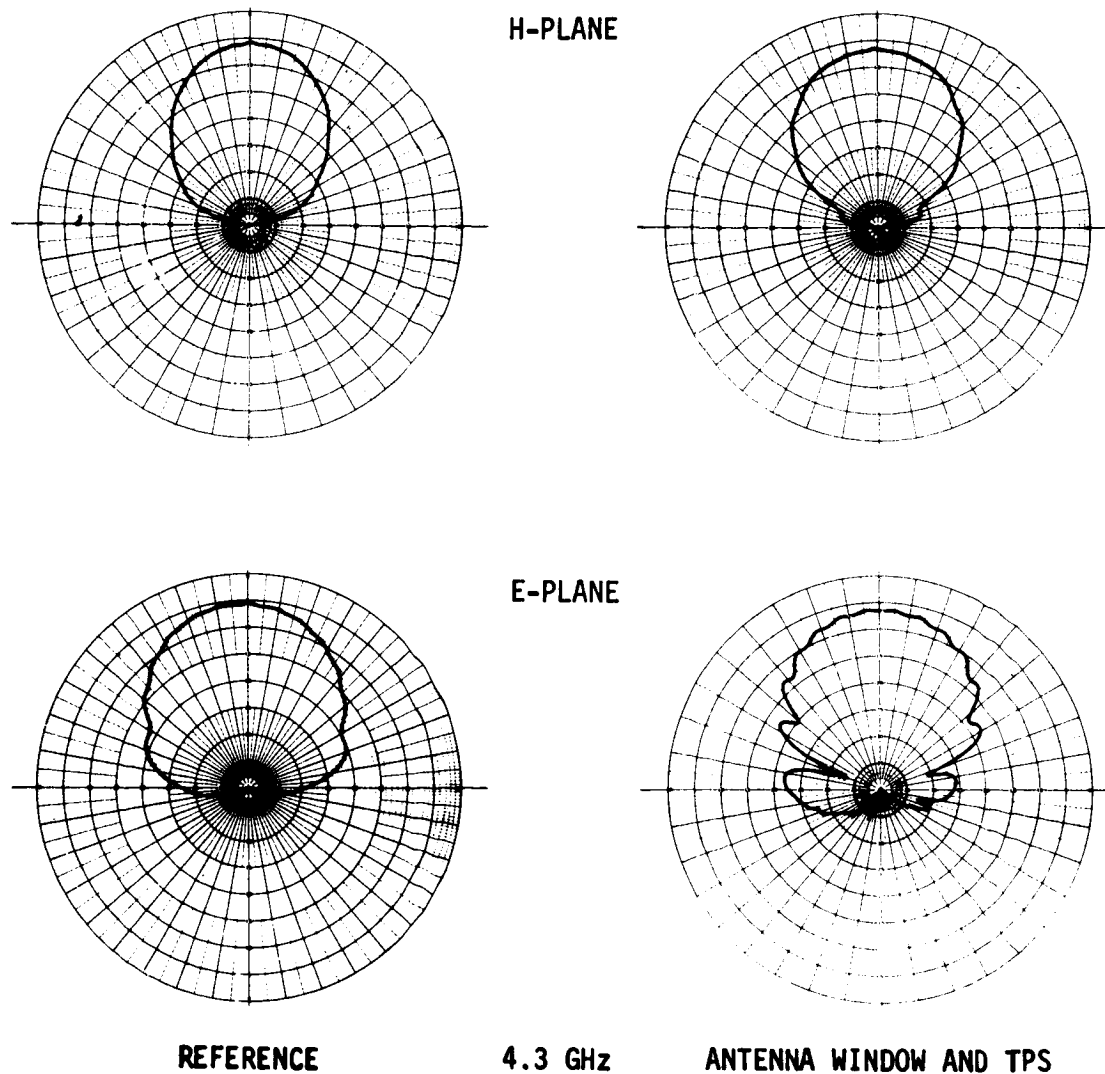 H-PLANE
E-PLANE
REFERENCE
4.3 GHz
ANTENNA WINDOW AND TPS